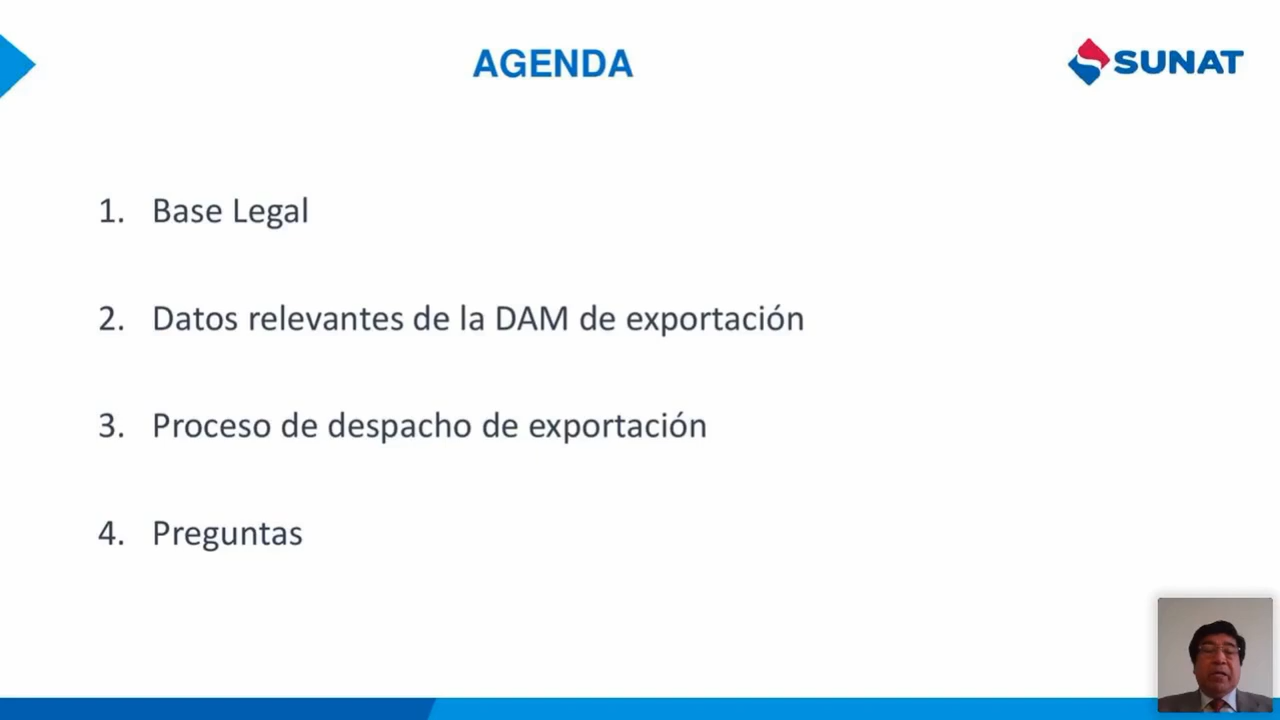 AGENDA
SUNAT
1. Base Legal
2. Datos relevantes de la DAM de exportación
3. Proceso de despacho de exportación
4. Preguntas